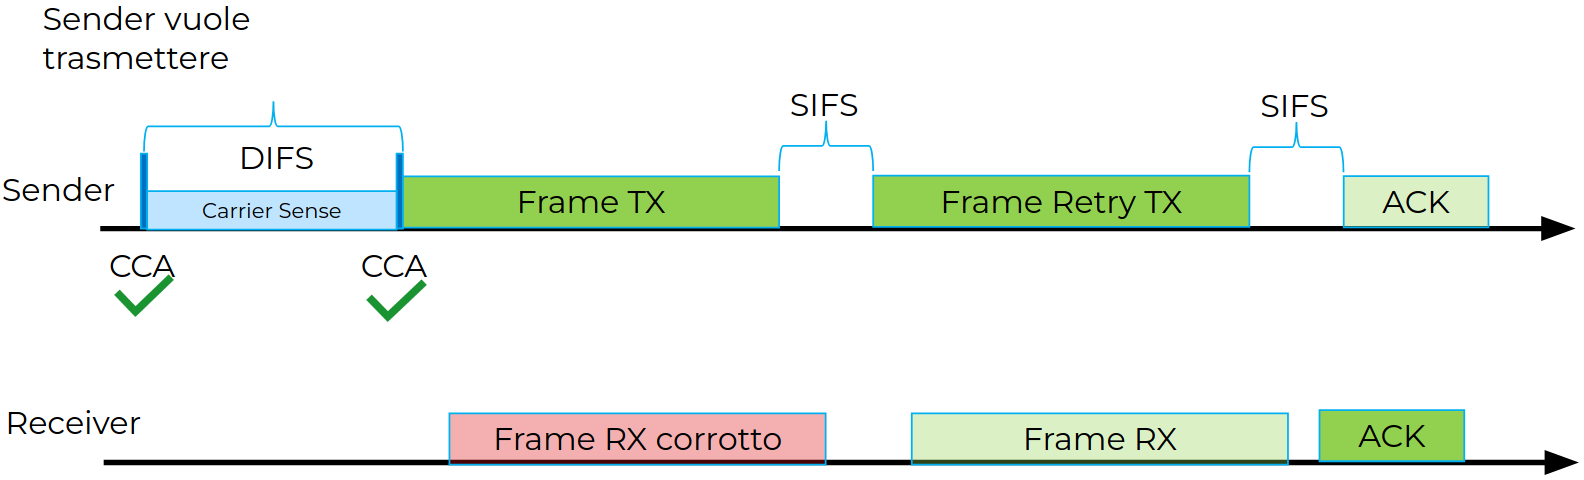 Sender vuole
trasmettere
SIFS
SIFS
DIFS
Sender
Carrier Sense
Frame TX
Frame Retry TX
ACK
CCA
CCA
Receiver
Frame RX corrotto
Frame RX
ACK